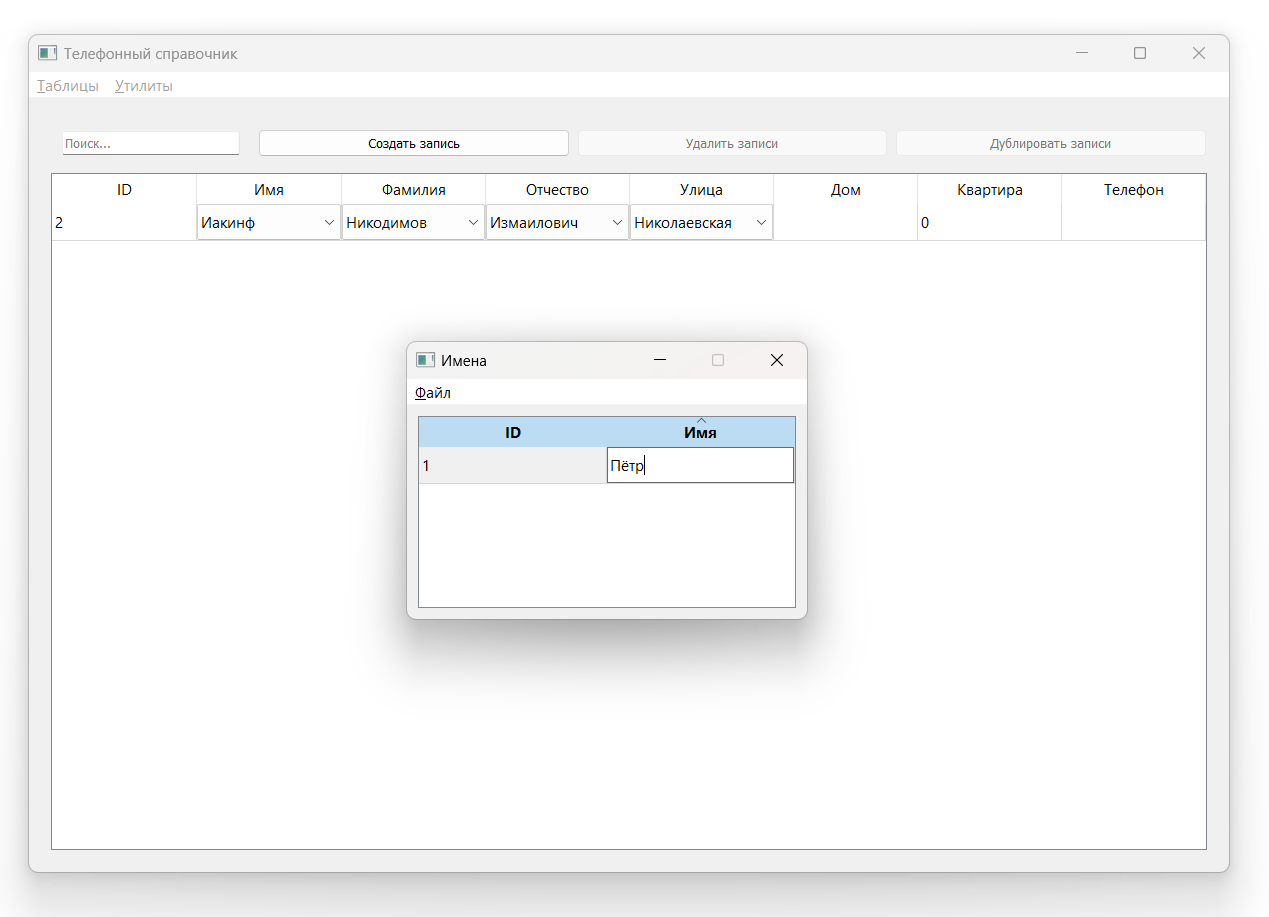 Телефонный справочник
Таблицы Утилиты
Поиск... Создать запись Удалить записи Дублировать записи
ID Имя Фамилия Отчество Улица Дом Квартира Телефон
2 Иакинф Никодимов Измаилович Николаевская 0
Имена
Файл
ID Имя
1 Пётр